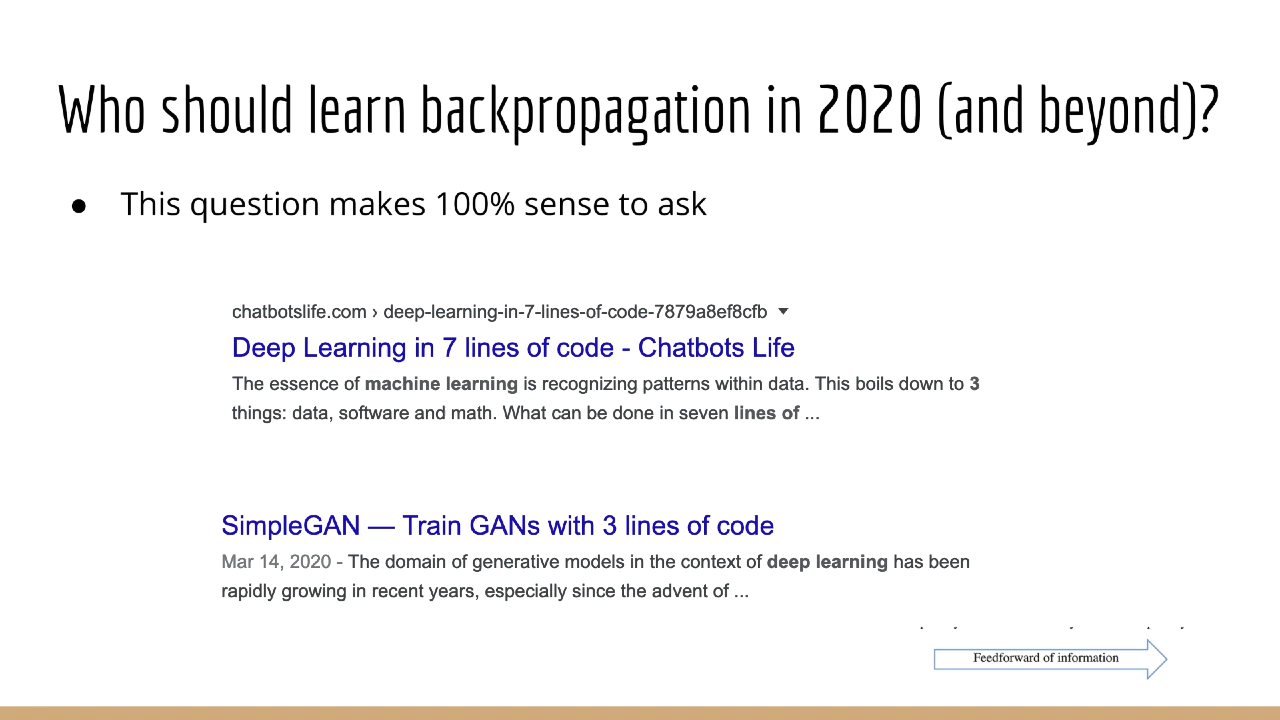 Who should learn backpropagation in 2020 (and beyond)?
● This question makes 100% sense to ask
chatbotslife.com › deep-learning-in-7-lines-of-code-7879a8ef8cfb
Deep Learning in 7 lines of code - Chatbots Life
The essence of machine learning is recognizing patterns within data. This boils down to 3
things: data, software and math. What can be done in seven lines of ...
SimpleGAN — Train GANs with 3 lines of code
Mar 14, 2020 - The domain of generative models in the context of deep learning has been
rapidly growing in recent years, especially since the advent of ...
Feedforward of information